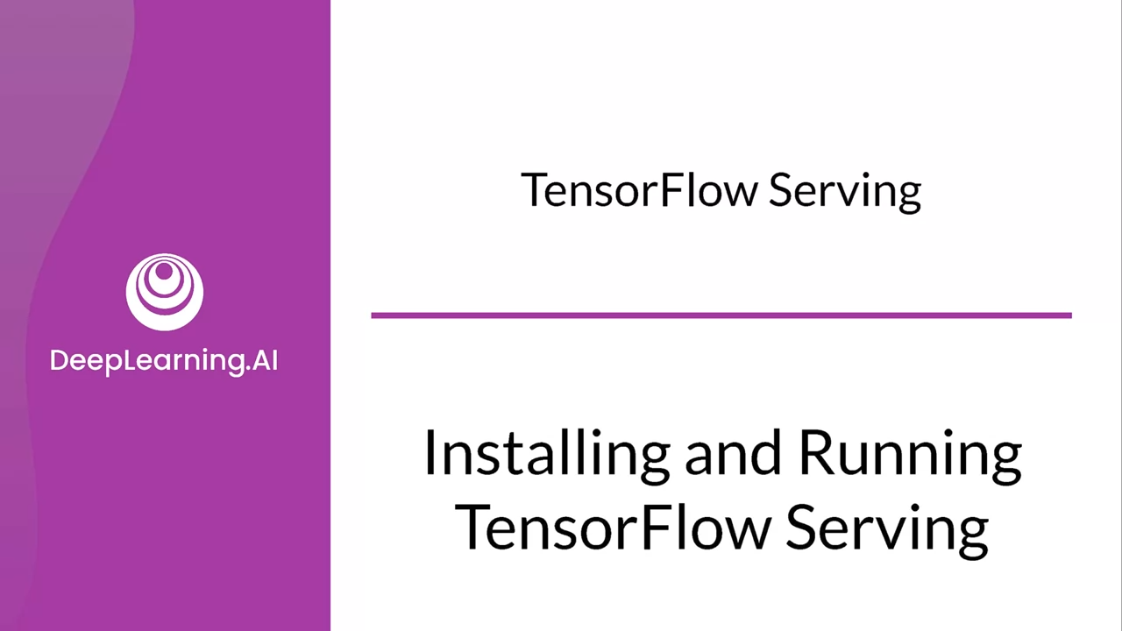 DeepLearning.AI
TensorFlow Serving
Installing and Running
TensorFlow Serving